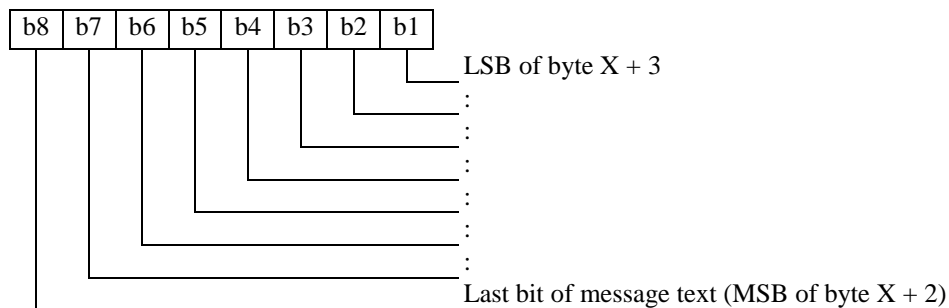 b8 b7 b6 b5 b4 b3 b2 b1
LSB of byte X + 3
:
:
:
:
:
:
Last bit of message text (MSB of byte X + 2)